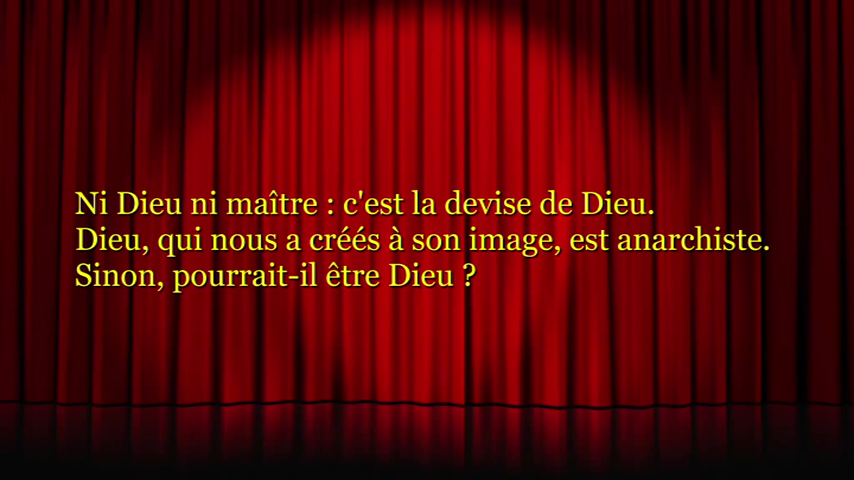 Ni Dieu ni maître : c'est la devise de Dieu.
Dieu, qui nous a créés à son image, est anarchiste.
Sinon, pourrait-il être Dieu ?